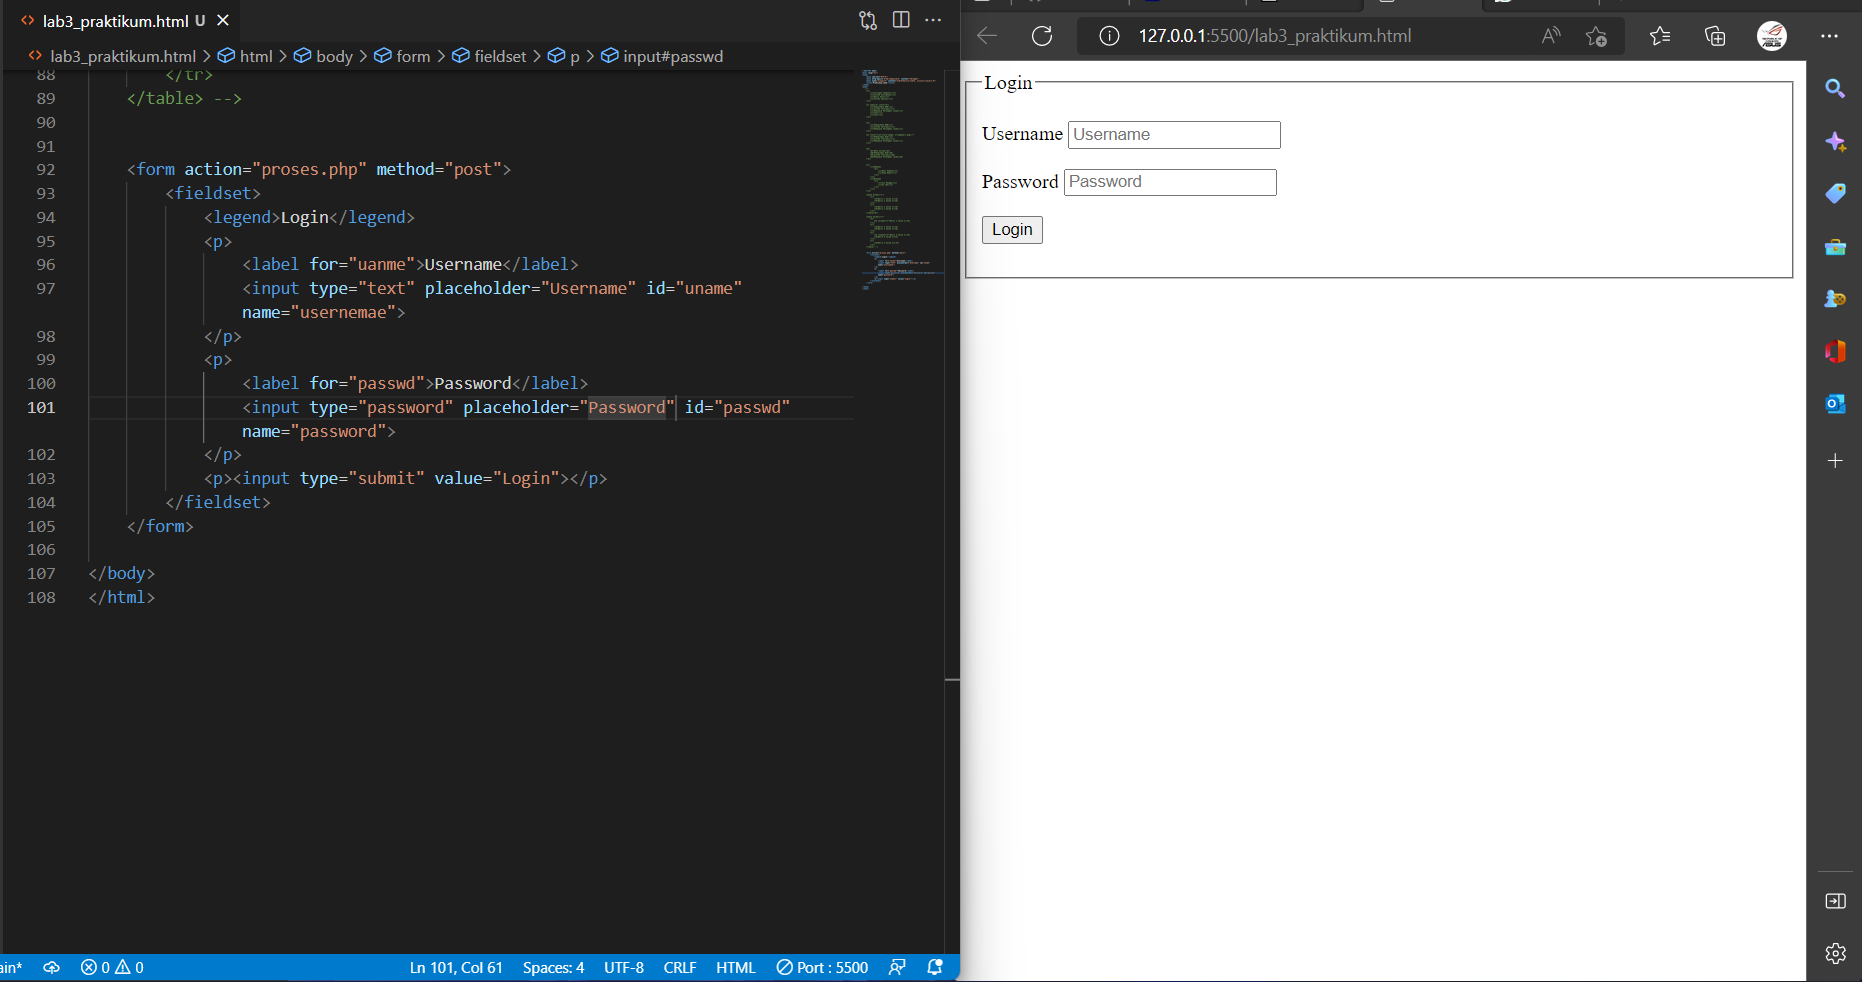 lab3_praktikum.html U
lab3_praktikum.html > html > body > form > fieldset > p > input#passwd
88 </tr>
89 </table> -->
90
91
92 <form action="proses.php" method="post">
93 <fieldset>
94 <legend>Login</legend>
95 <p>
96 <label for="uanme">Username</label>
97 <input type="text" placeholder="Username" id="uname"
name="usernemae">
98 </p>
99 <p>
100 <label for="passwd">Password</label>
101 <input type="password" placeholder="Password" id="passwd"
name="password">
102 </p>
103 <p><input type="submit" value="Login"></p>
104 </fieldset>
105 </form>
106
107 </body>
108 </html>
ain* 0 0 Ln 101, Col 61 Spaces: 4 UTF-8 CRLF HTML Port : 5500
127.0.0.1:5500/lab3_praktikum.html
Login
Username Username
Password Password
Login